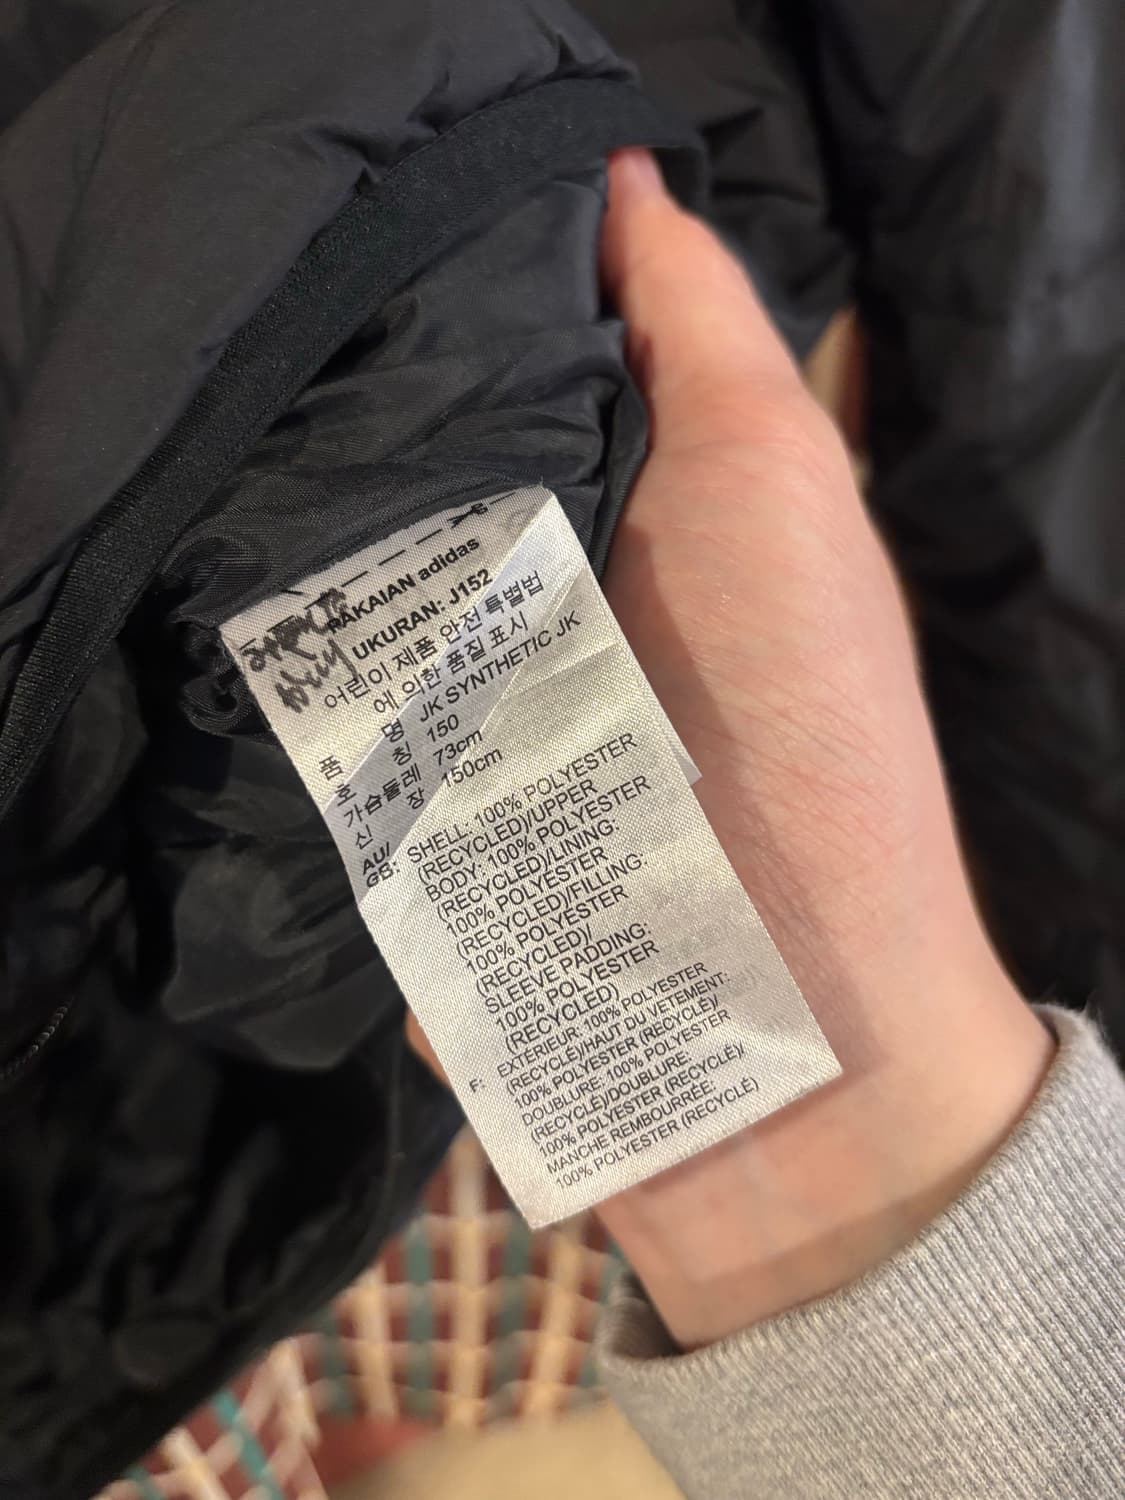 PAKAIAN adidas
UKURAN: J152
어린이 제품 안전 특별법
에 의한 품질 표시
품 명 JK SYNTHETIC JK
호 칭 150
가슴둘레 73cm
신 장 150cm
AU/
GB: SHELL: 100% POLYESTER
(RECYCLED)/UPPER
BODY: 100% POLYESTER
(RECYCLED)/LINING:
100% POLYESTER
(RECYCLED)/FILLING:
100% POLYESTER
(RECYCLED)/
SLEEVE PADDING:
100% POLYESTER
(RECYCLED)
F: EXTÉRIEUR: 100% POLYESTER
(RECYCLÉ)/HAUT DU VETEMENT:
100% POLYESTER (RECYCLÉ)/
DOUBLURE: 100% POLYESTER
(RECYCLÉ)/DOUBLURE:
100% POLYESTER (RECYCLÉ)/
MANCHE REMBOURRÉE:
100% POLYESTER (RECYCLÉ)